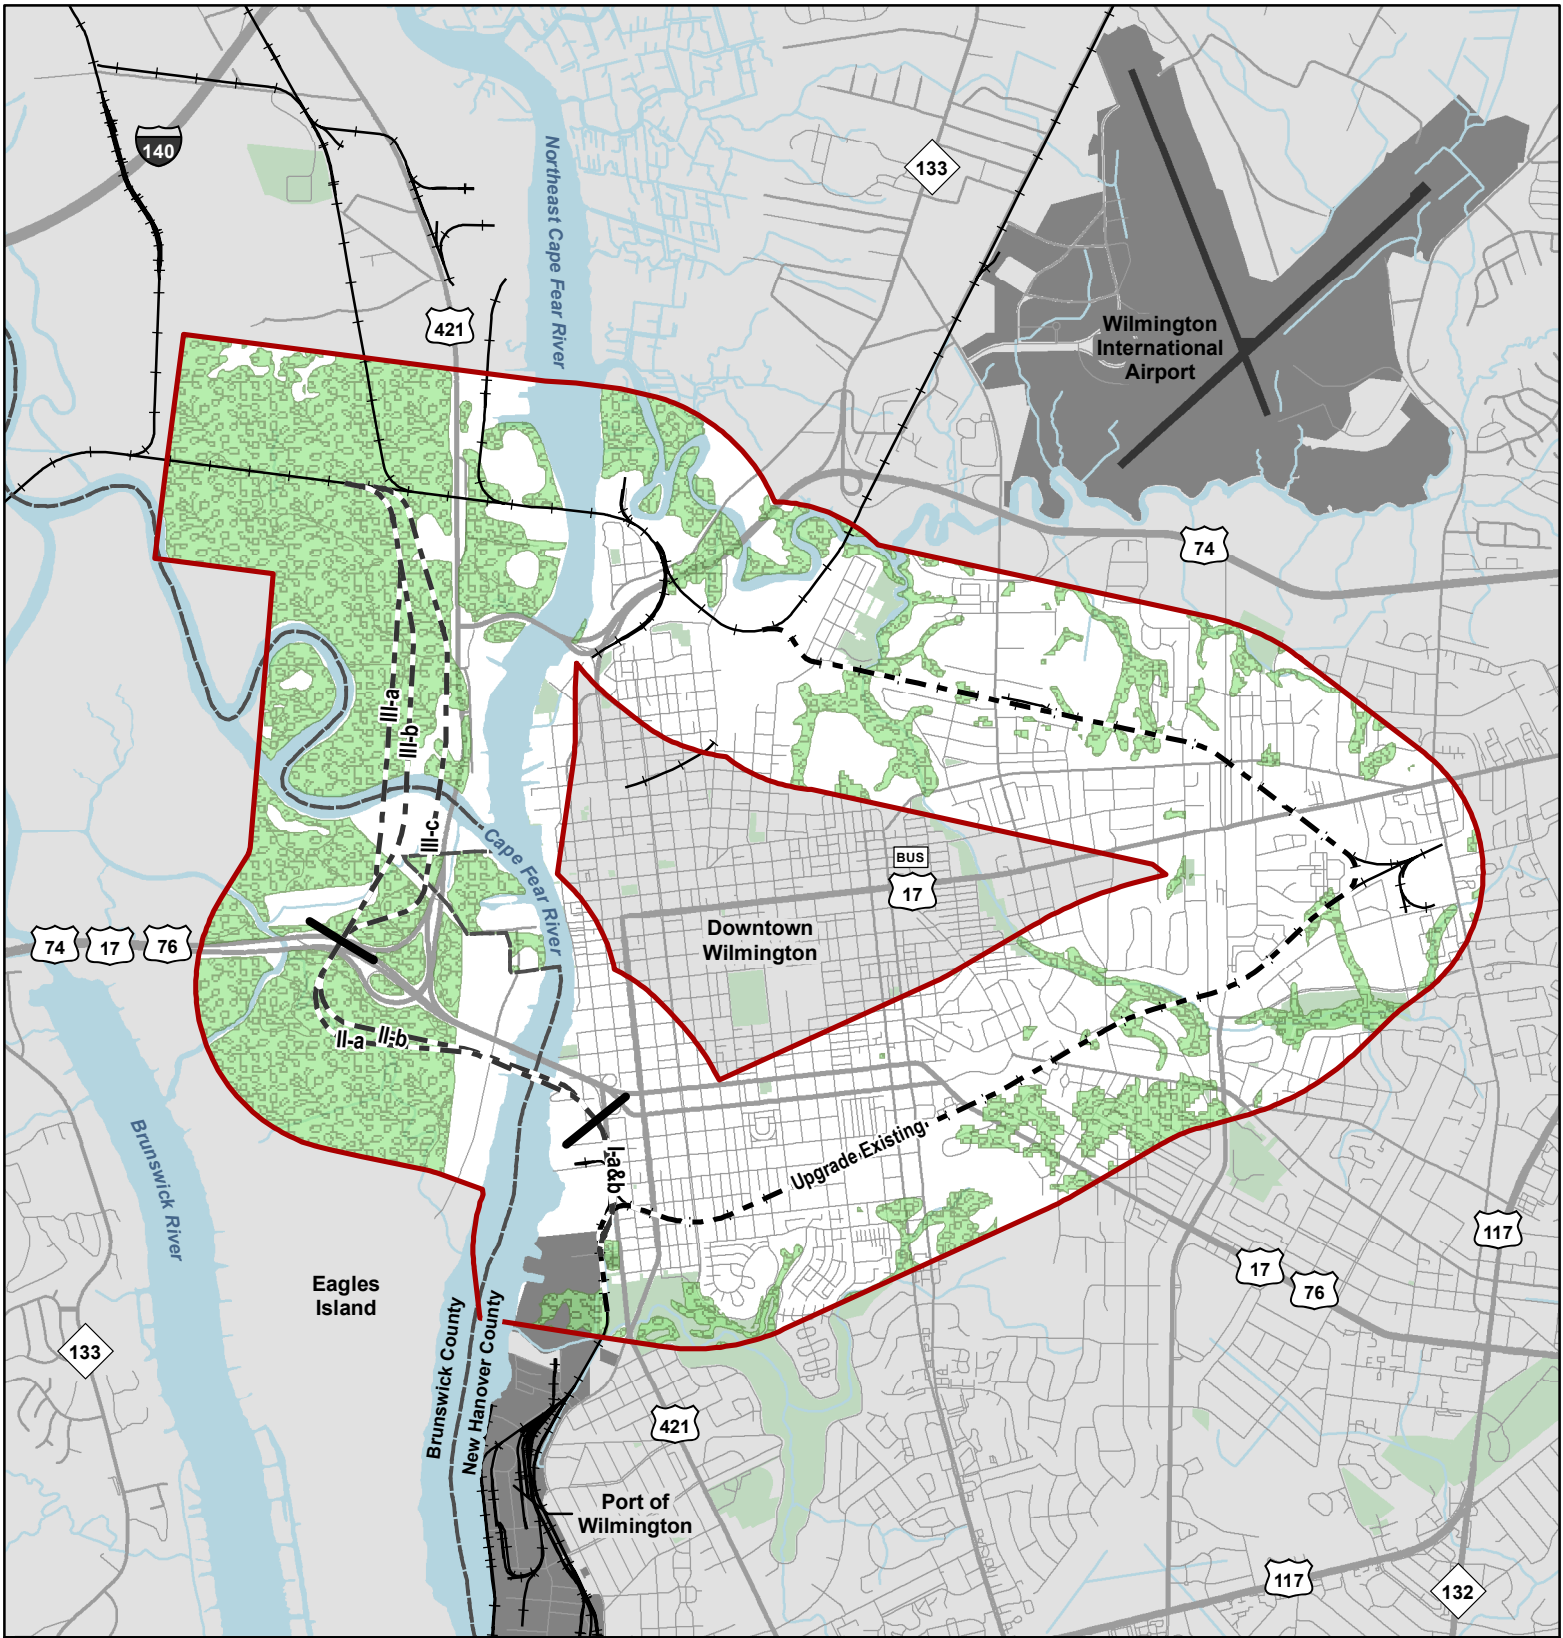 140
133
Northeast Cape Fear River
421
Wilmington
International
Airport
74
III-a
III-b
III-c
Cape Fear River
BUS
17
74
17
76
Downtown
Wilmington
II-a
II-b
I-a&b
Upgrade Existing
Brunswick River
117
17
76
Eagles
Island
133
Brunswick County
New Hanover County
421
Port of
Wilmington
117
132